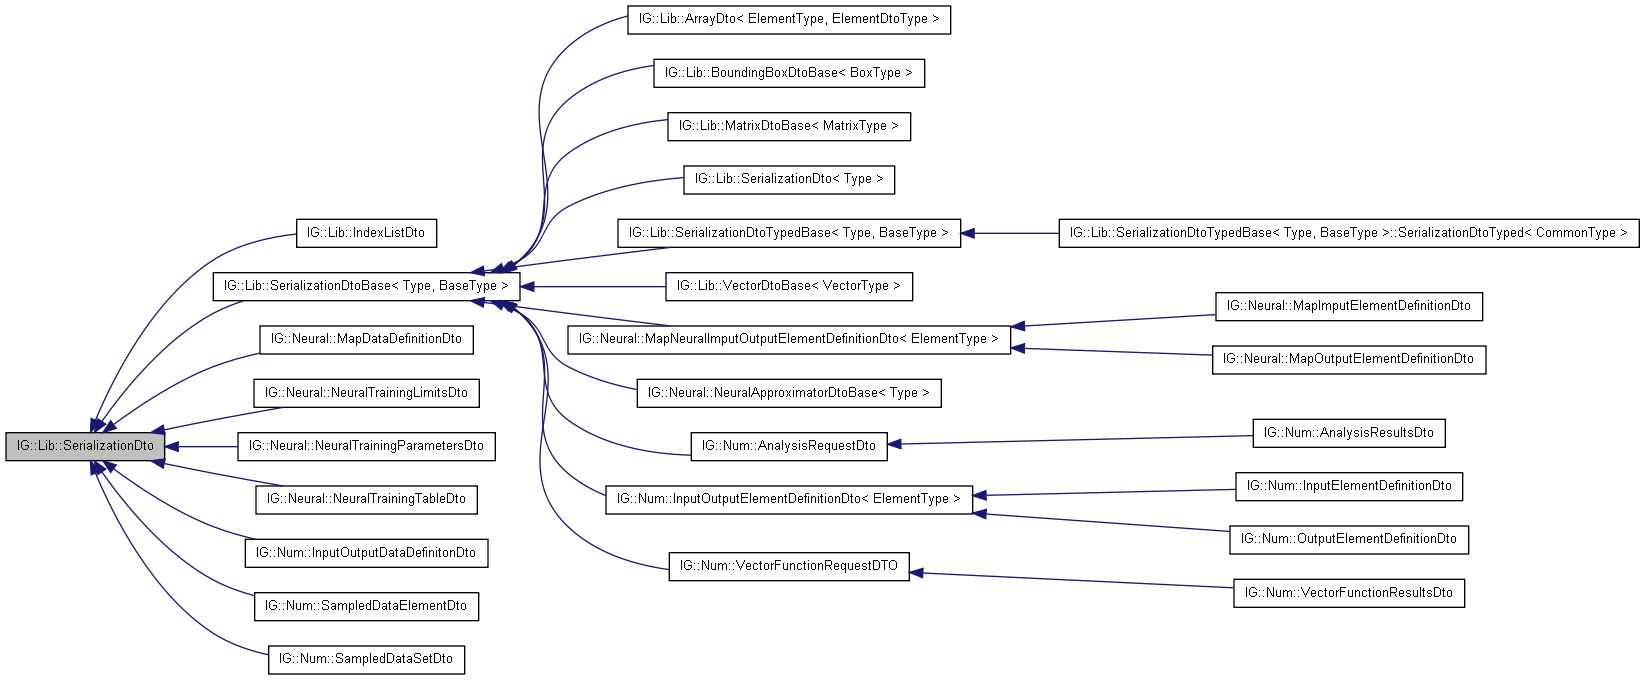 IG::Lib::SerializationDto
IG::Lib::IndexListDto
IG::Lib::SerializationDtoBase< Type, BaseType >
IG::Neural::MapDataDefinitionDto
IG::Neural::NeuralTrainingLimitsDto
IG::Neural::NeuralTrainingParametersDto
IG::Neural::NeuralTrainingTableDto
IG::Num::InputOutputDataDefinitonDto
IG::Num::SampledDataElementDto
IG::Num::SampledDataSetDto
IG::Lib::ArrayDto< ElementType, ElementDtoType >
IG::Lib::BoundingBoxDtoBase< BoxType >
IG::Lib::MatrixDtoBase< MatrixType >
IG::Lib::SerializationDto< Type >
IG::Lib::SerializationDtoTypedBase< Type, BaseType >
IG::Lib::VectorDtoBase< VectorType >
IG::Neural::MapNeuralImputOutputElementDefinitionDto< ElementType >
IG::Neural::NeuralApproximatorDtoBase< Type >
IG::Num::AnalysisRequestDto
IG::Num::InputOutputElementDefinitionDto< ElementType >
IG::Num::VectorFunctionRequestDTO
IG::Lib::SerializationDtoTypedBase< Type, BaseType >::SerializationDtoTyped< CommonType >
IG::Neural::MapImputElementDefinitionDto
IG::Neural::MapOutputElementDefinitionDto
IG::Num::AnalysisResultsDto
IG::Num::InputElementDefinitionDto
IG::Num::OutputElementDefinitionDto
IG::Num::VectorFunctionResultsDto